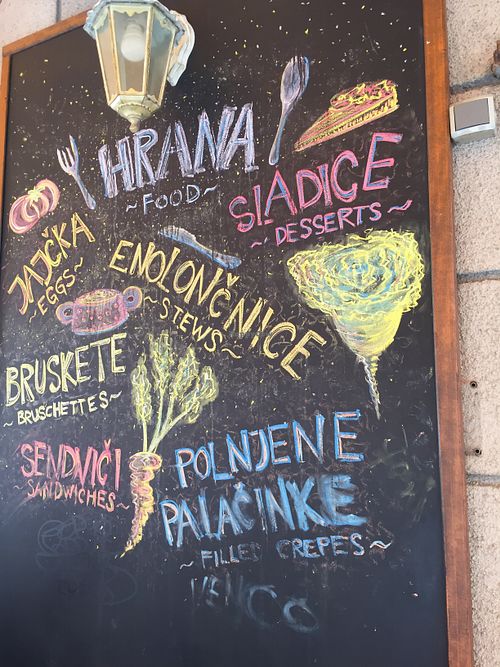 HRANA
~FOOD~
SLADICE
~DESSERTS~
JAJČKA
~EGGS~
ENOLONČNICE
~STEWS~
BRUSKETE
~BRUSCHETTES~
SENDVIČI
SANDWICHES~
POLNJENE
PALAČINKE
~FILLED CREPES~